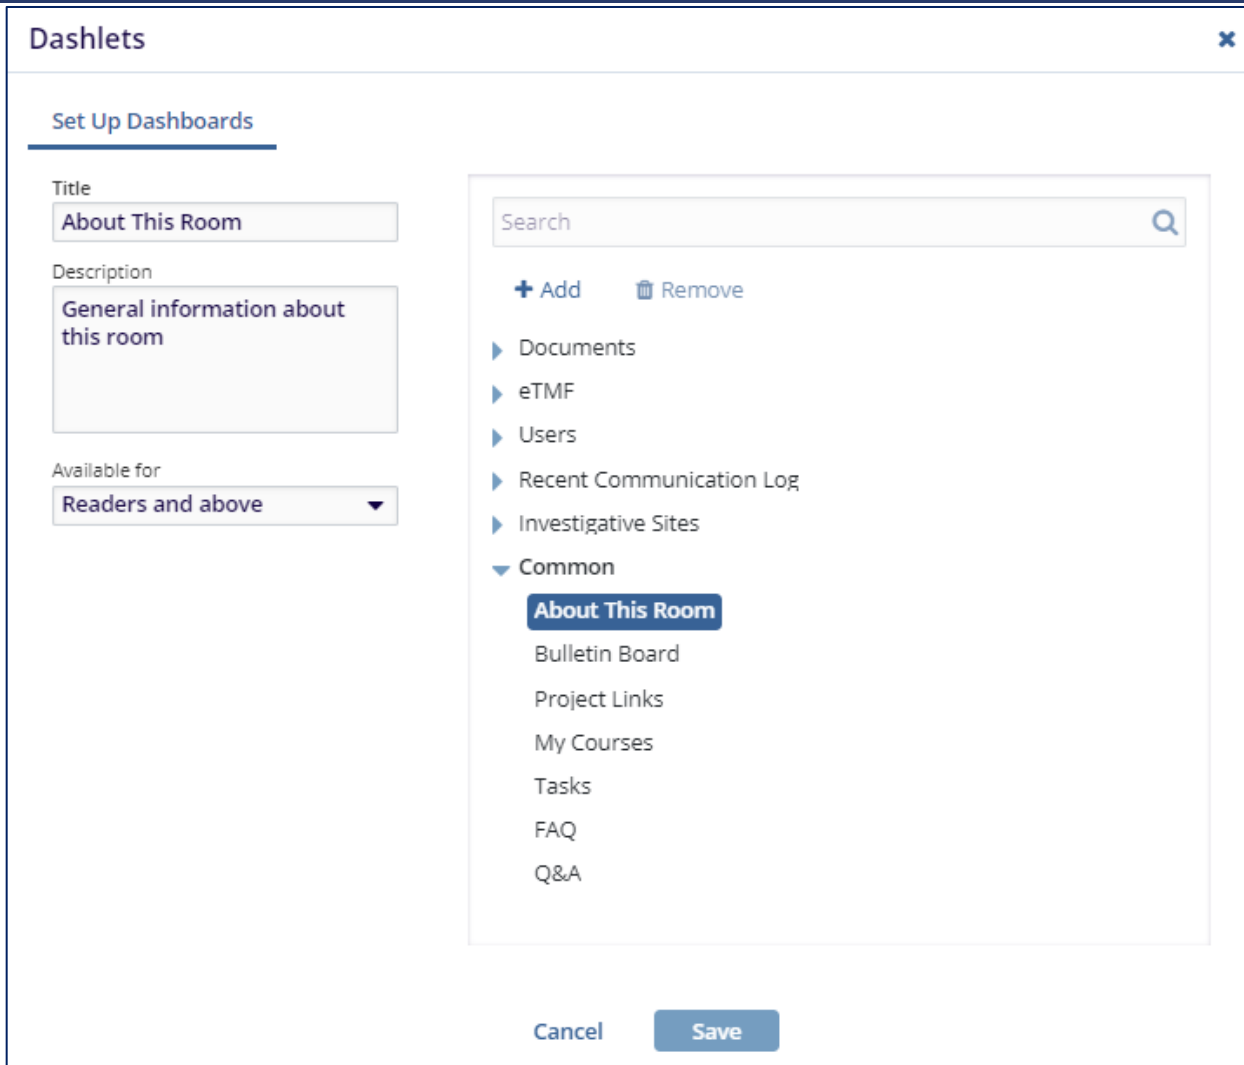 Dashlets
Set Up Dashboards
Title
About This Room
Description
General information about
this room
Available for
Readers and above
Search
Add
Remove
Documents
eTMF
Users
Recent Communication Log
Investigative Sites
Common
About This Room
Bulletin Board
Project Links
My Courses
Tasks
FAQ
Q&A
Cancel
Save